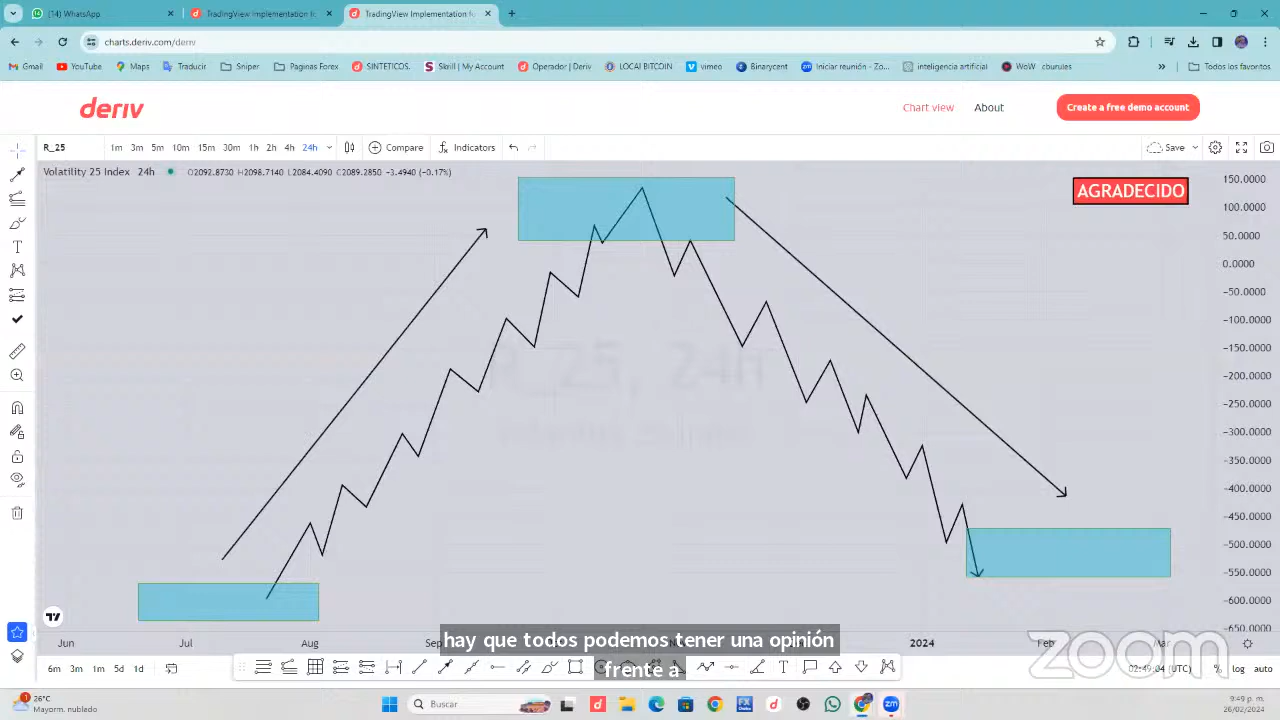 (14) WhatsApp
TradingView Implementation fo
TradingView Implementation fo
charts.deriv.com/deriv
Gmail YouTube Maps Traducir Sniper Paginas Forex SINTETICOS. Skrill | My Account Operador | Deriv LOCAl BITCOIN vimeo Binarycent Iniciar reunión - Zo... inteligencia artificial WoW cburules Todos los favoritos
deriv
Chart view About Create a free demo account
R_25 1m 3m 5m 10m 15m 30m 1h 2h 4h 24h Compare Indicators Save
Volatility 25 Index 24h O2092.8730 H2098.7140 L2084.4090 C2089.2850 -3.4940 (-0.17%)
AGRADECIDO
150.0000
100.0000
50.0000
0.0000
-50.0000
-100.0000
-150.0000
-200.0000
-250.0000
-300.0000
-350.0000
-400.0000
-450.0000
-500.0000
-550.0000
-600.0000
-650.0000
R_25, 24h
hay que todos podemos tener una opinión
frente a
Jun Jul Aug Sep 2024 Feb Mar
zoom
6m 3m 1m 5d 1d 02:49:04 (UTC) % log auto
26°C
Mayorm. nublado
Buscar
9:49 p. m.
26/02/2024